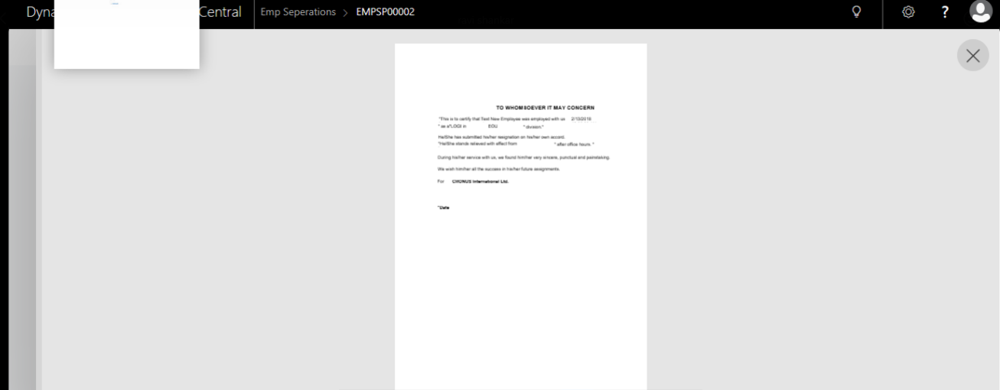 Dyna Central Emp Seperations > EMPSP00002 ?
TO WHOMSOEVER IT MAY CONCERN
"This is to certify that Test New Employee was employed with us 2/10/2018
" as a"LOGI in EOU " division."
He/She has submitted his/her resignation on his/her own accord.
"He/She stands relieved with effect from " after office hours. "
During his/her service with us, we found him/her very sincere, punctual and painstaking.
We wish him/her all the success in his/her future assignments.
For CRONUS International Ltd.
"Date